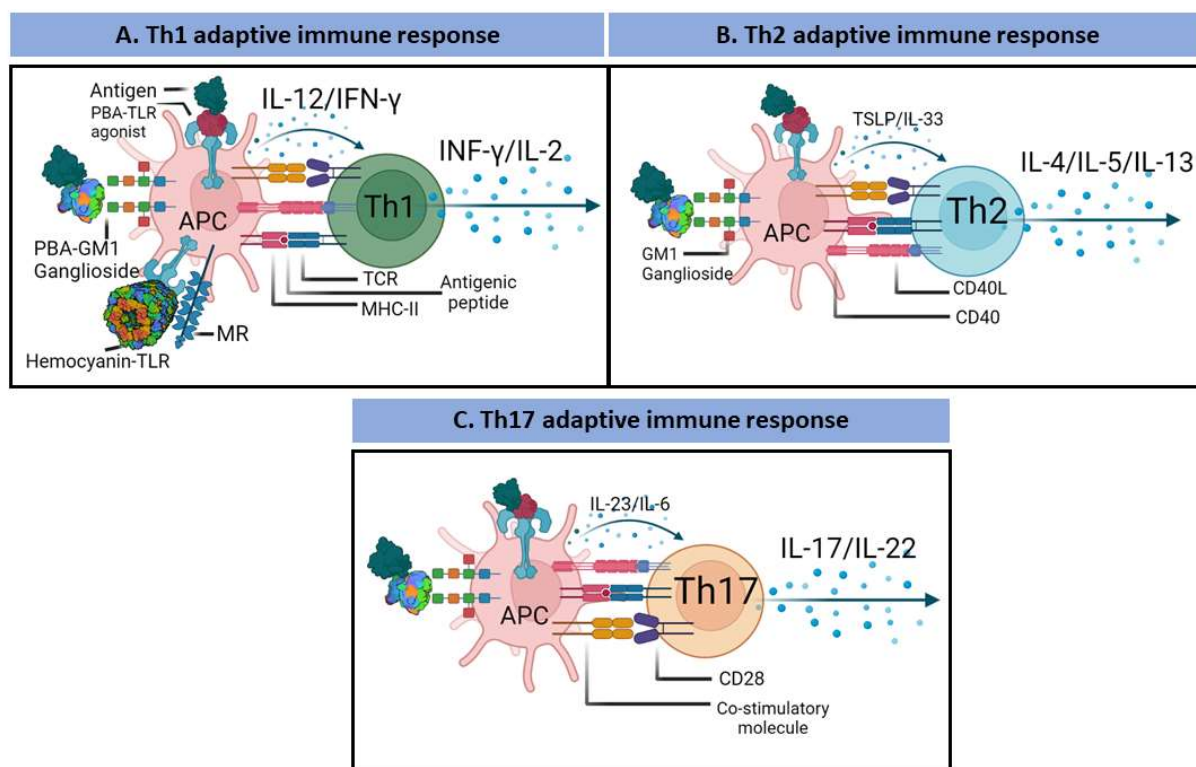 A. Th1 adaptive immune response
Antigen
PBA-TLR
agonist
IL-12/IFN-γ
INF-γ/IL-2
APC
Th1
PBA-GM1
Ganglioside
TCR
Antigenic
peptide
MHC-II
MR
Hemocyanin-TLR
B. Th2 adaptive immune response
TSLP/IL-33
IL-4/IL-5/IL-13
APC
Th2
GM1
Ganglioside
CD40L
CD40
C. Th17 adaptive immune response
IL-23/IL-6
IL-17/IL-22
APC
Th17
CD28
Co-stimulatory
molecule